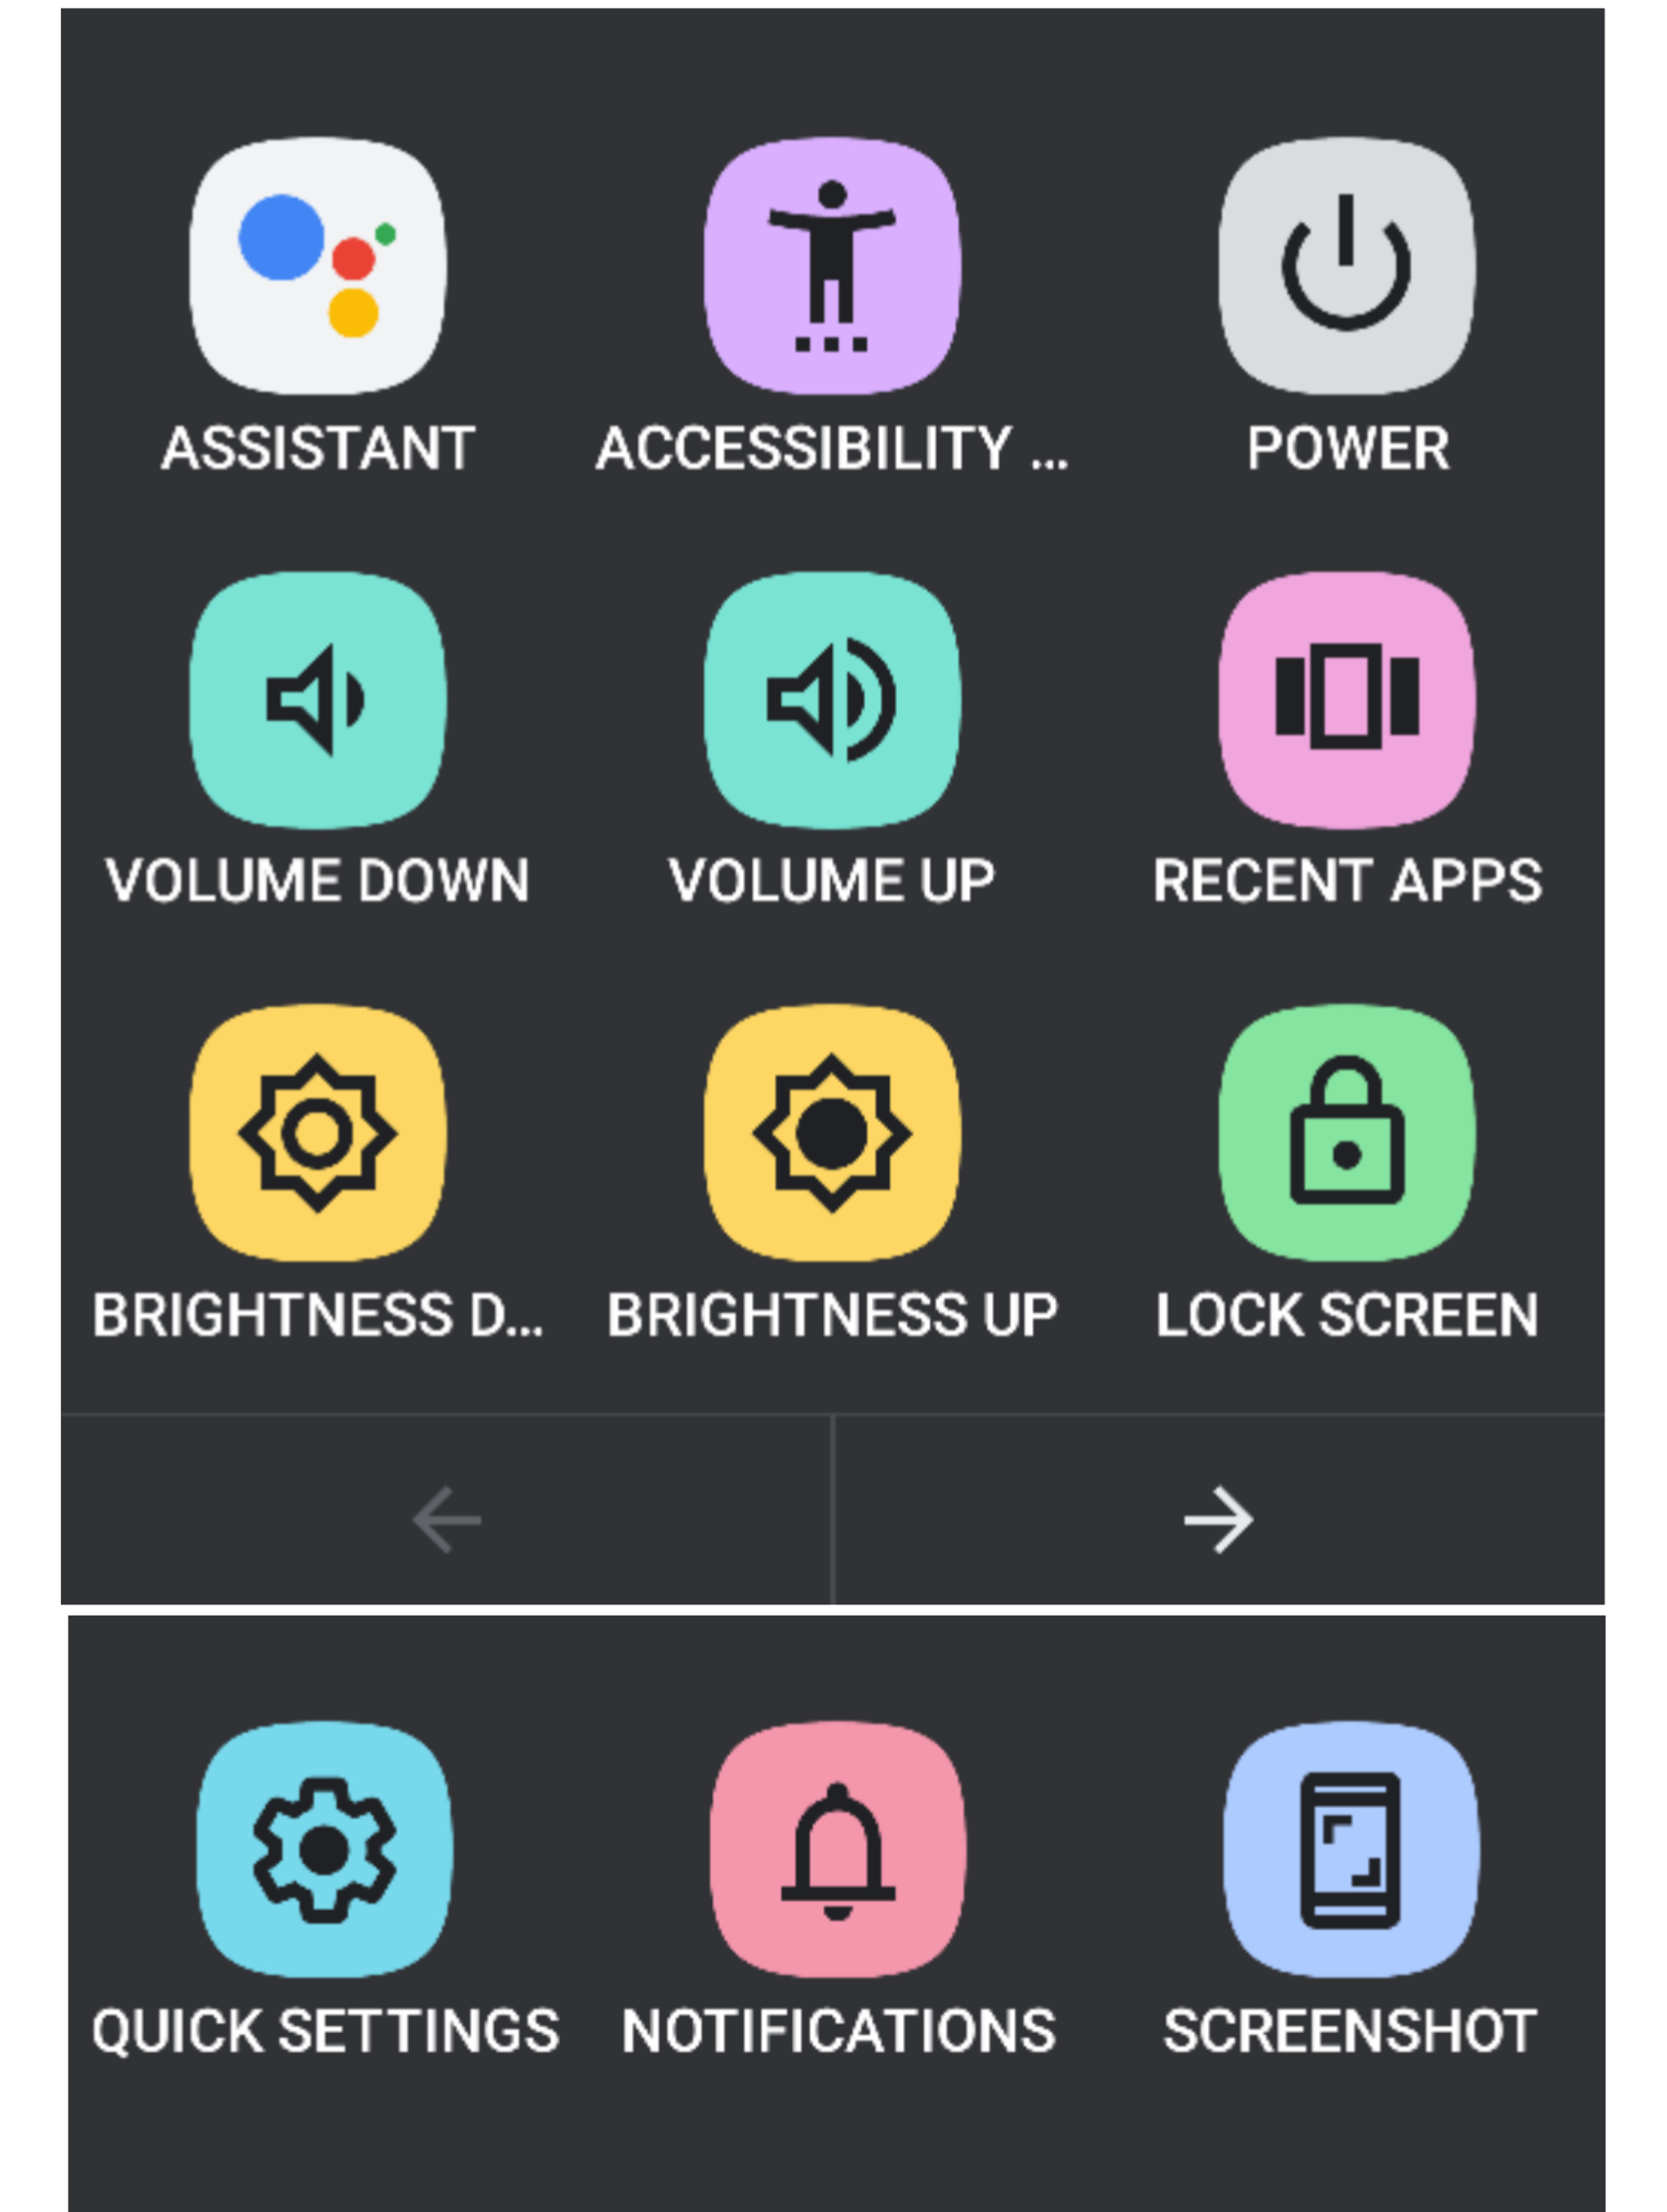 ASSISTANT ACCESSIBILITY ... POWER
VOLUME DOWN VOLUME UP RECENT APPS
BRIGHTNESS D... BRIGHTNESS UP LOCK SCREEN
QUICK SETTINGS NOTIFICATIONS SCREENSHOT